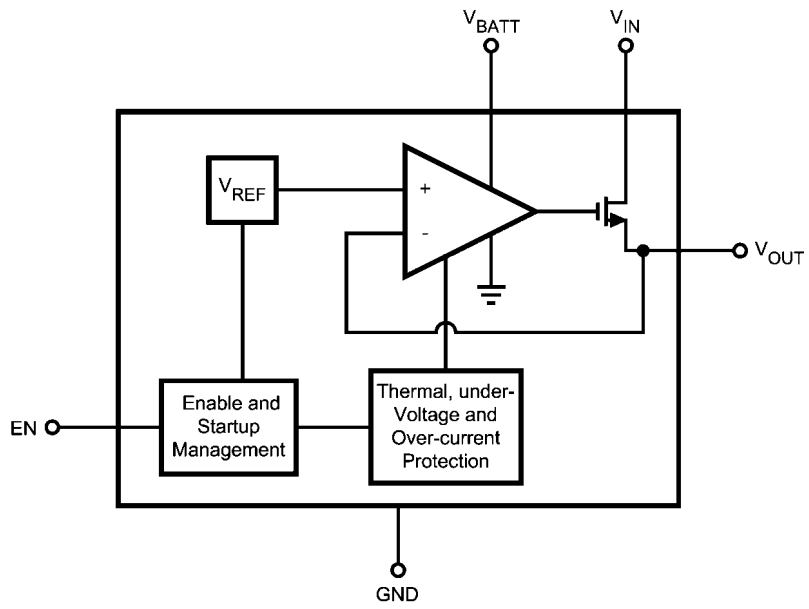 VBATT
VIN
VREF
+
-
VOUT
Enable and
Startup
Management
Thermal, under-
Voltage and
Over-current
Protection
EN
GND